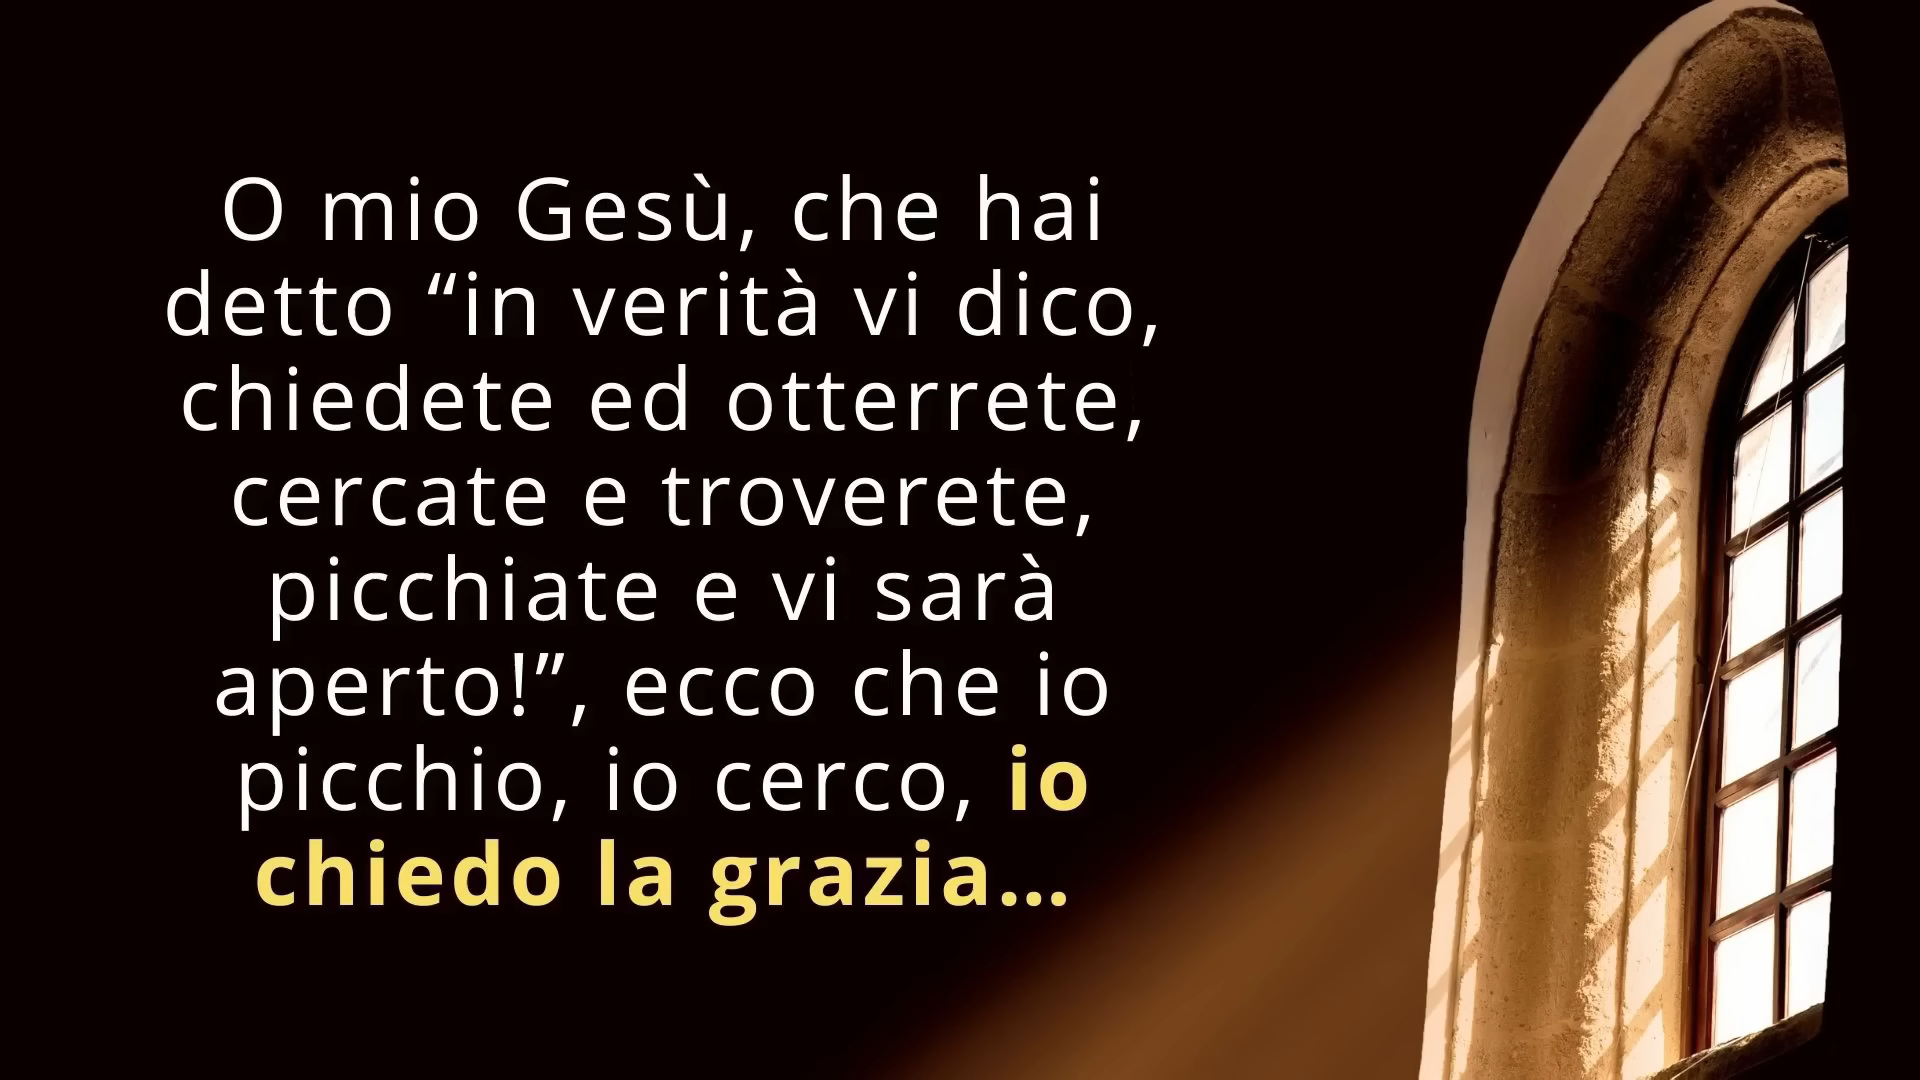 O mio Gesù, che hai
detto “in verità vi dico,
chiedete ed otterrete,
cercate e troverete,
picchiate e vi sarà
aperto!”, ecco che io
picchio, io cerco, io
chiedo la grazia...